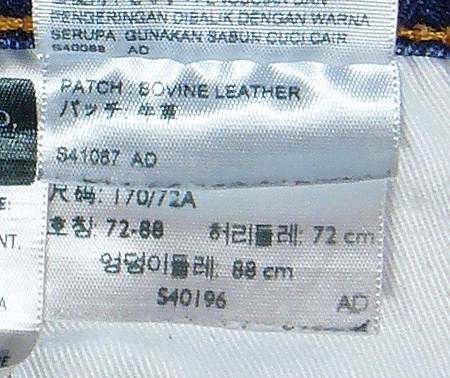 PENGERINGAN DIBALIK DENGAN WARNA
SERUPA GUNAKAN SABUN CUCI CAIR
S40088 AD
PATCH : BOVINE LEATHER
パッチ : 牛革
S41087 AD
尺码: 170/72A
호칭: 72-88 허리둘레: 72 cm
엉덩이둘레: 88 cm
S40196 AD